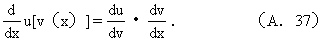 d/dx u[v (x) ] = du/dv · dv/dx . (A. 37)